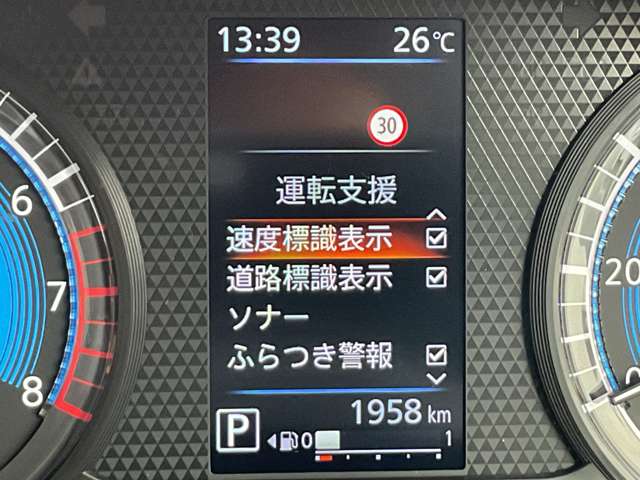 13:39 26℃
30
運転支援
速度標識表示
道路標識表示
ソナー
ふらつき警報
1958 km
P 0 1
6
7
8
20